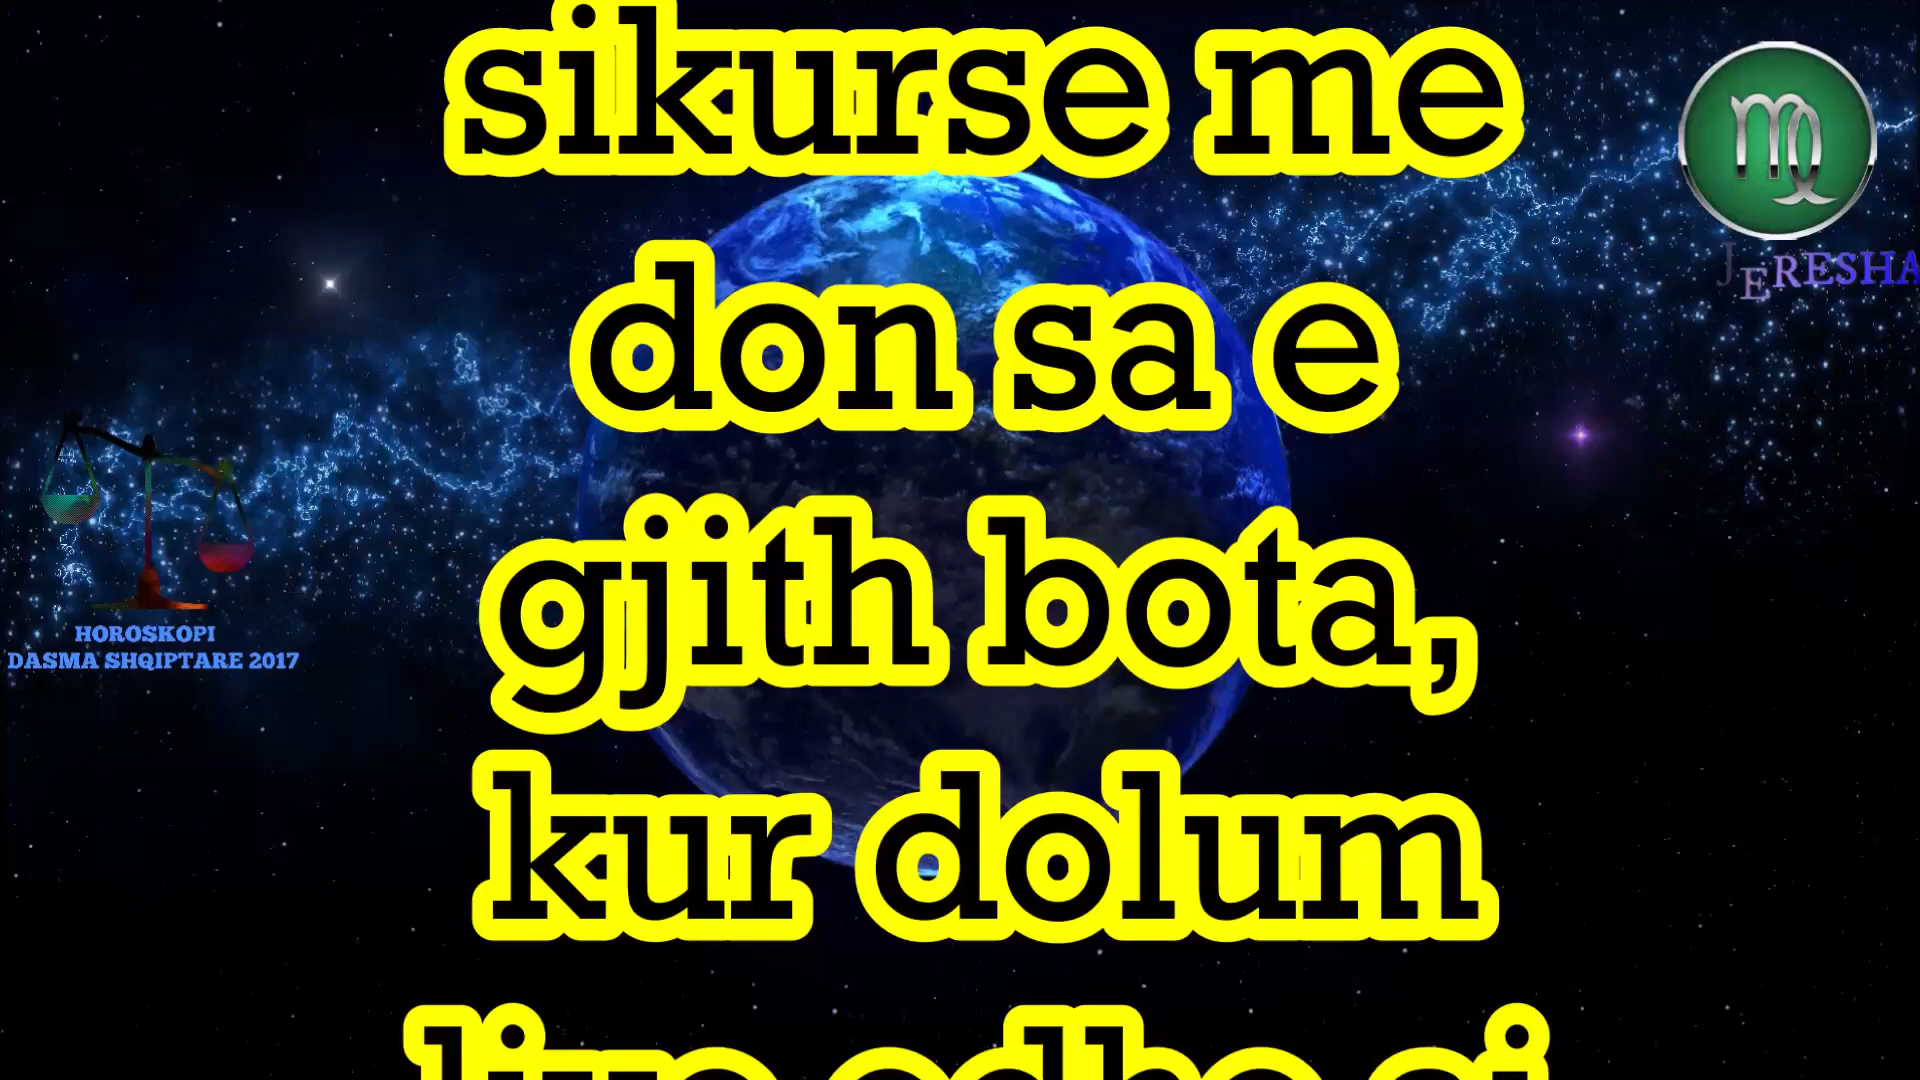 sikurse me
don sa e
gjith bota,
kur dolum
JERESHA
HOROSKOPI
DASMA SHQIPTARE 2017